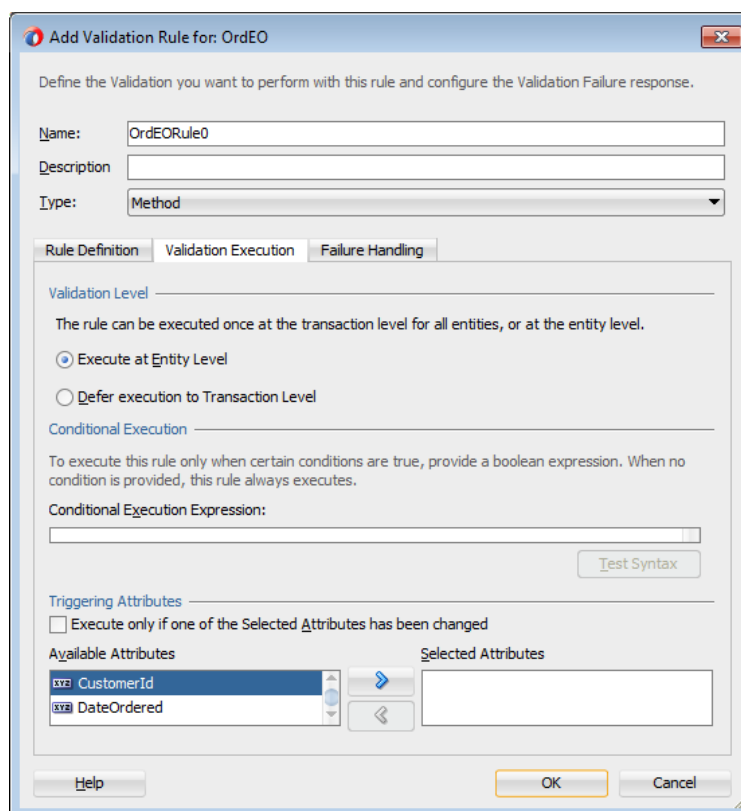 Add Validation Rule for: OrdEO
Define the Validation you want to perform with this rule and configure the Validation Failure response.
Name: OrdEORule0
Description
Type: Method
Rule Definition Validation Execution Failure Handling
Validation Level
The rule can be executed once at the transaction level for all entities, or at the entity level.
Execute at Entity Level
Defer execution to Transaction Level
Conditional Execution
To execute this rule only when certain conditions are true, provide a boolean expression. When no
condition is provided, this rule always executes.
Conditional Execution Expression:
Test Syntax
Triggering Attributes
Execute only if one of the Selected Attributes has been changed
Available Attributes Selected Attributes
XYZ CustomerId
XYZ DateOrdered
Help OK Cancel